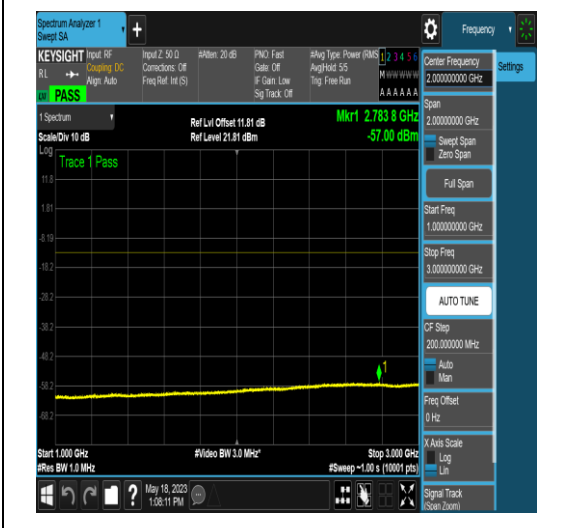 Spectrum Analyzer 1
Swept SA
+
Frequency
KEYSIGHT Input: RF Input Z: 50 Ω #Atten: 20 dB PNO: Fast #Avg Type: Power (RMS 1 2 3 4 5 6
RL Coupling: DC Corrections: Off Gate: Off Avg|Hold: 5/5 M W W W W W
Align: Auto Freq Ref: Int (S) IF Gain: Low Trig: Free Run
PASS Sig Track: Off A A A A A A
1 Spectrum
Ref Lvl Offset 11.81 dB Mkr1 2.783 8 GHz
Scale/Div 10 dB Ref Level 21.81 dBm -57.00 dBm
Log
Trace 1 Pass
11.8
1.81
-8.19
-18.2
-28.2
-38.2
-48.2
1
-58.2
-68.2
Start 1.000 GHz #Video BW 3.0 MHz* Stop 3.000 GHz
#Res BW 1.0 MHz #Sweep ~1.00 s (10001 pts)
? May 18, 2023
1:08:11 PM
Center Frequency
2.000000000 GHz
Settings
Span
2.00000000 GHz
Swept Span
Zero Span
Full Span
Start Freq
1.000000000 GHz
Stop Freq
3.000000000 GHz
AUTO TUNE
CF Step
200.000000 MHz
Auto
Man
Freq Offset
0 Hz
X Axis Scale
Log
Lin
Signal Track
(Span Zoom)